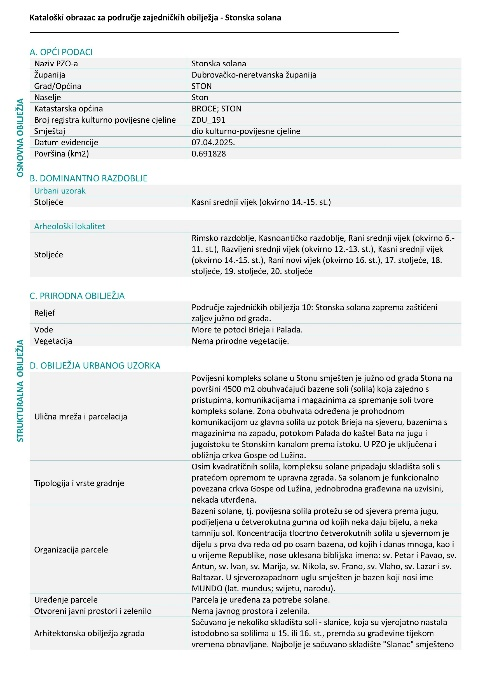 Kataloški obrazac za područje zajedničkih obilježja - Stonska solana
OSNOVNA OBILJEŽJA
A. OPĆI PODACI
Naziv PZO-a Stonska solana
Županija Dubrovačko-neretvanska županija
Grad/Općina STON
Naselje Ston
Katastarska općina BROCE; STON
Broj registra kulturno povijesne cjeline ZDU_191
Smještaj dio kulturno-povijesne cjeline
Datum evidencije 07.04.2025.
Površina (km2) 0.691828
B. DOMINANTNO RAZDOBLJE
Urbani uzorak
Stoljeće Kasni srednji vijek (okvirno 14.-15. st.)
Arheološki lokalitet
Stoljeće Rimsko razdoblje, Kasnoantičko razdoblje, Rani srednji vijek (okvirno 6.-
11. st.), Razvijeni srednji vijek (okvirno 12.-13. st.), Kasni srednji vijek
(okvirno 14.-15. st.), Rani novi vijek (okvirno 16. st.), 17. stoljeće, 18.
stoljeće, 19. stoljeće, 20. stoljeće
STRUKTURALNA OBILJEŽJA
C. PRIRODNA OBILJEŽJA
Reljef Područje zajedničkih obilježja 10: Stonska solana zaprema zaštićeni
zaljev južno od grada.
Vode More te potoci Brieja i Palada.
Vegetacija Nema prirodne vegetacije.
D. OBILJEŽJA URBANOG UZORKA
Ulična mreža i parcelacija Povijesni kompleks solane u Stonu smješten je južno od grada Stona na
površini 4500 m2 obuhvaćajući bazene soli (solila) koja zajedno s
pristupima, komunikacijama i magazinima za spremanje soli tvore
kompleks solane. Zona obuhvata određena je prohodnom
komunikacijom uz glavna solila uz potok Brieja na sjeveru, bazenima s
magazinima na zapadu, potokom Palada do kaštel Bata na jugu i
jugoistoku te Stonskim kanalom prema istoku. U PZO je uključena i
obližnja crkva Gospe od Lužina.
Tipologija i vrste gradnje Osim kvadratičnih solila, kompleksu solane pripadaju skladišta soli s
pratećom opremom te upravna zgrada. Sa solanom je funkcionalno
povezana crkva Gospe od Lužina, jednobrodna građevina na uzvisini,
nekada utvrđena.
Organizacija parcele Bazeni solane, tj. povijesna solila protežu se od sjevera prema jugu,
podijeljena u četverokutna gumna od kojih neka daju bijelu, a neka
tamniju sol. Koncentracija tlocrtno četverokutnih solila u sjevernom je
dijelu s prva dva reda od po osam bazena, od kojih i danas mnoga, kao i
u vrijeme Republike, nose uklesana biblijska imena: sv. Petar i Pavao, sv.
Antun, sv. Ivan, sv. Marija, sv. Nikola, sv. Frano, sv. Vlaho, sv. Lazar i sv.
Baltazar. U sjeverozapadnom uglu smješten je bazen koji nosi ime
MUNDO (lat. mundus; svijetu, narodu).
Uređenje parcele Parcela je uređena za potrebe solane.
Otvoreni javni prostori i zelenilo Nema javnog prostora i zelenila.
Arhitektonska obilježja zgrada Sačuvano je nekoliko skladišta soli - slanice, koja su vjerojatno nastala
istodobno sa solilima u 15. ili 16. st., premda su građevine tijekom
vremena obnavljane. Najbolje je sačuvano skladište "Slanac" smješteno